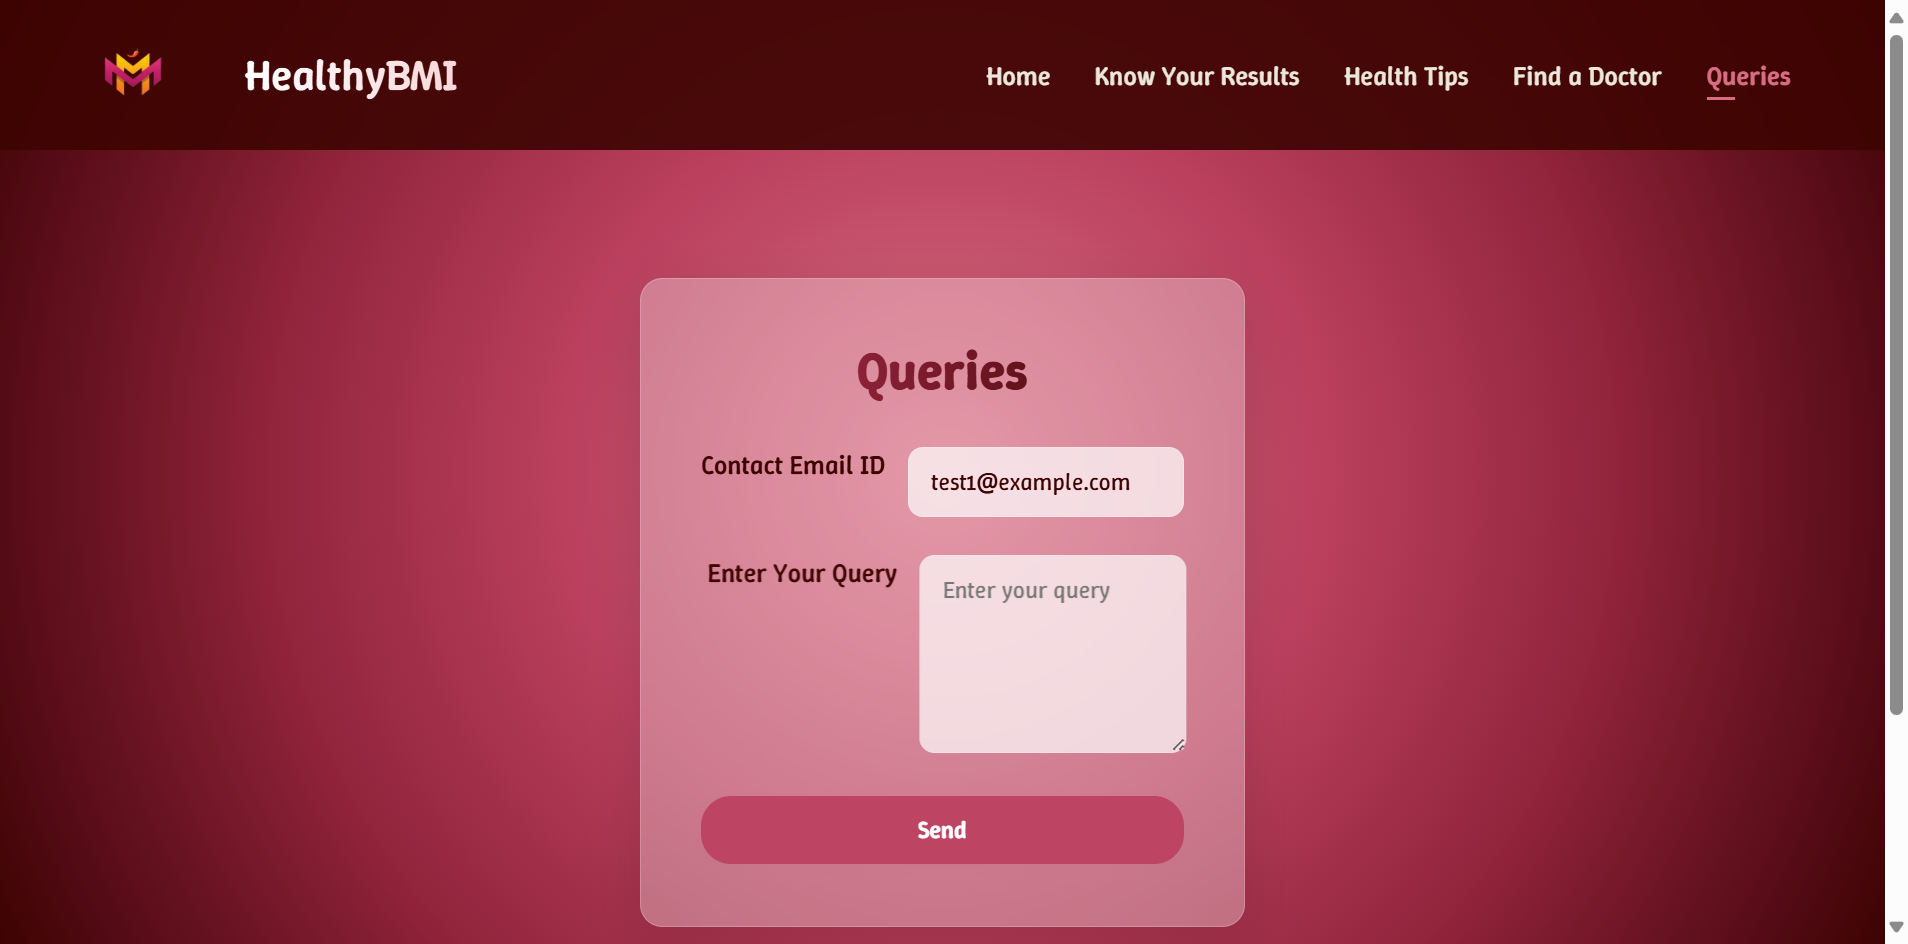 HealthyBMI
Home Know Your Results Health Tips Find a Doctor Queries
Queries
Contact Email ID test1@example.com
Enter Your Query Enter your query
Send